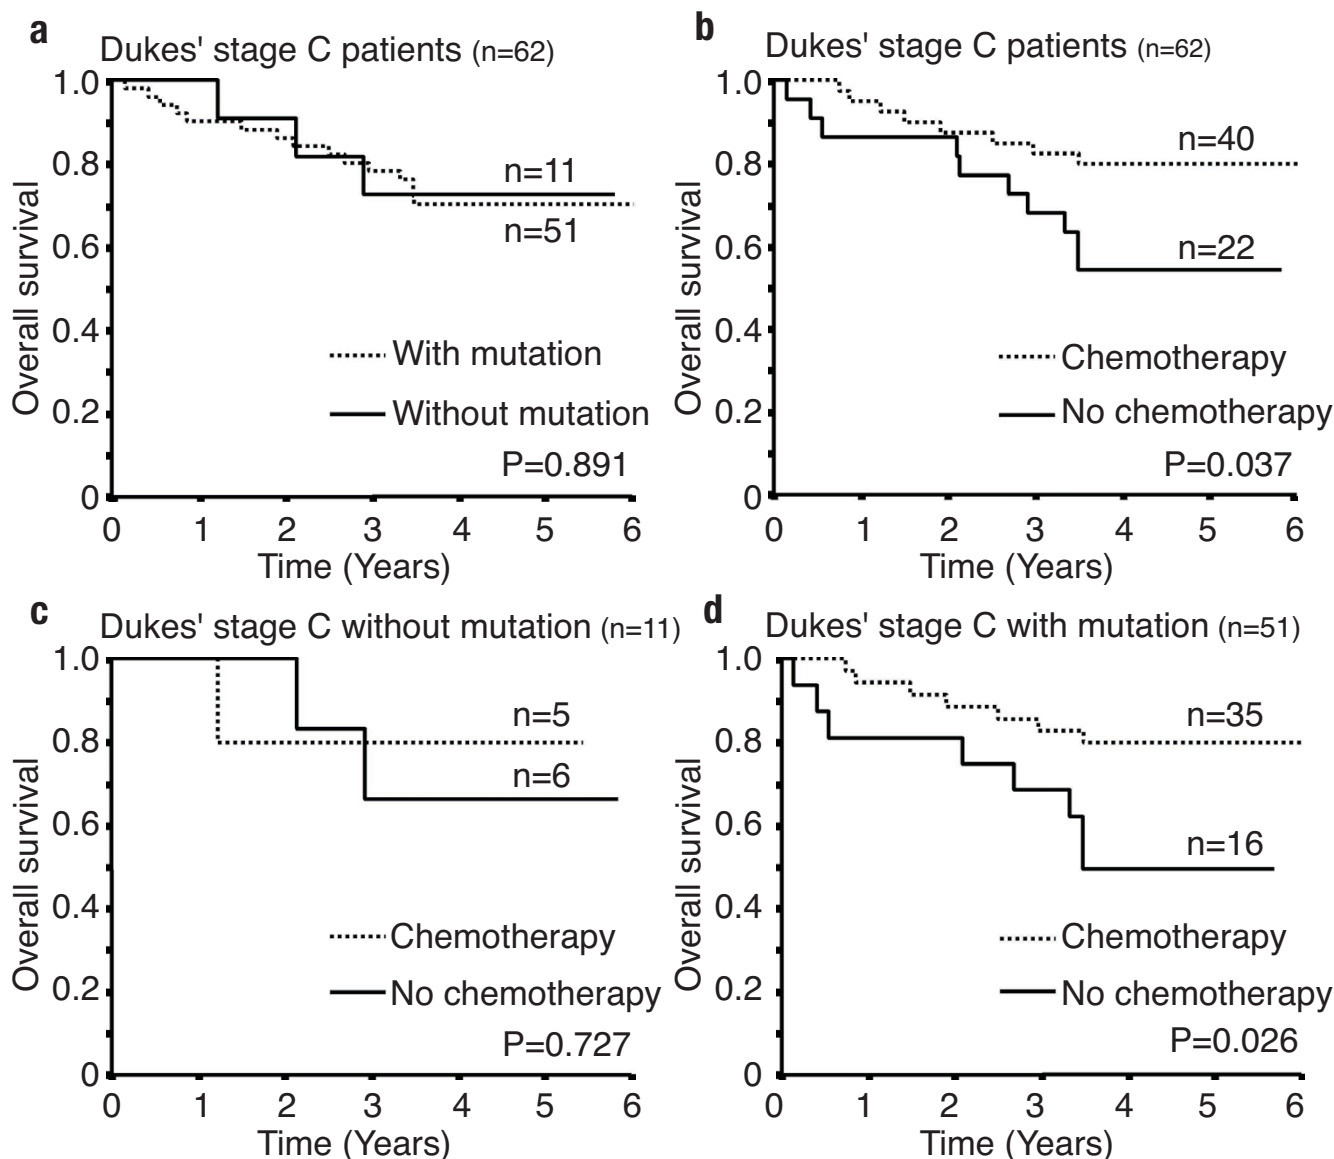 a
Dukes' stage C patients (n=62)
1.0
0.8
0.6
0.4
0.2
0
Overall survival
n=11
n=51
With mutation
Without mutation
P=0.891
0 1 2 3 4 5 6
Time (Years)
b
Dukes' stage C patients (n=62)
1.0
0.8
0.6
0.4
0.2
0
Overall survival
n=40
n=22
Chemotherapy
No chemotherapy
P=0.037
0 1 2 3 4 5 6
Time (Years)
c
Dukes' stage C without mutation (n=11)
1.0
0.8
0.6
0.4
0.2
0
Overall survival
n=5
n=6
Chemotherapy
No chemotherapy
P=0.727
0 1 2 3 4 5 6
Time (Years)
d
Dukes' stage C with mutation (n=51)
1.0
0.8
0.6
0.4
0.2
0
Overall survival
n=35
n=16
Chemotherapy
No chemotherapy
P=0.026
0 1 2 3 4 5 6
Time (Years)